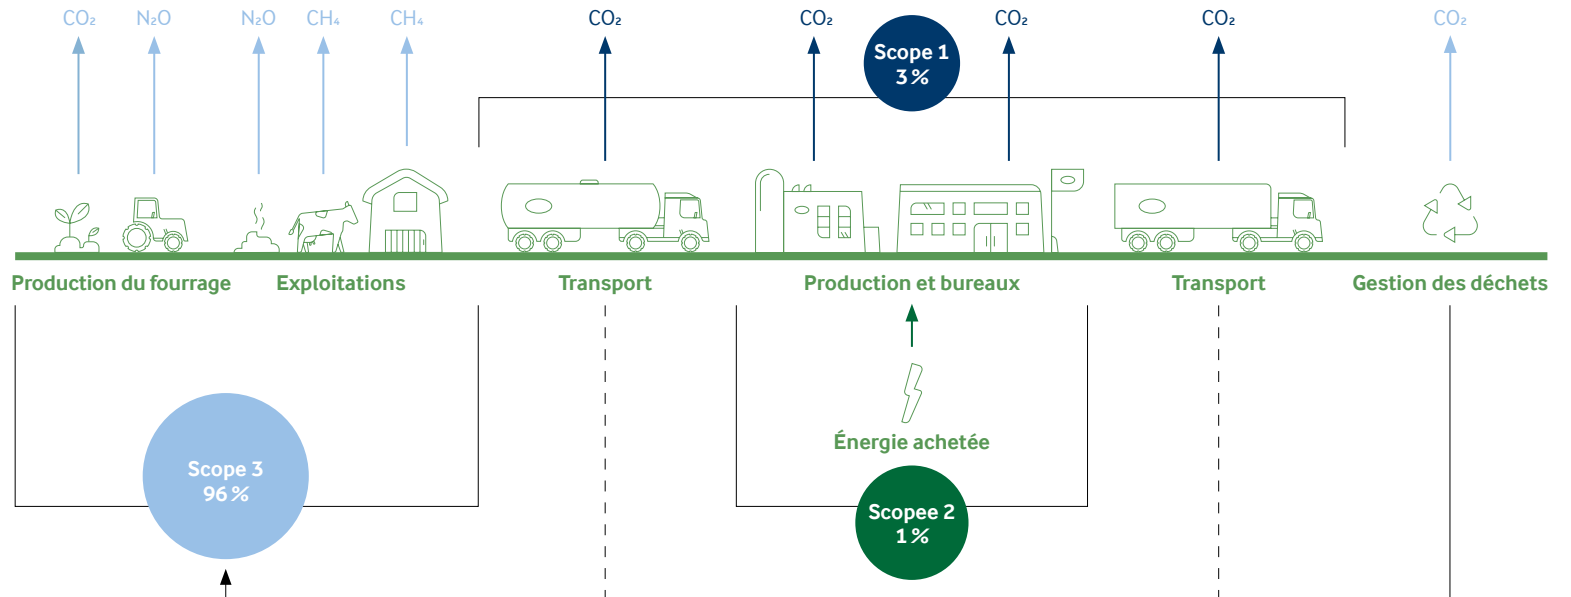 CO₂
N₂O
N₂O
CH₄
CH₄
CO₂
CO₂
CO₂
CO₂
CO₂
Scope 1
3 %
Production du fourrage
Exploitations
Transport
Production et bureaux
Transport
Gestion des déchets
Énergie achetée
Scope 3
96 %
Scopee 2
1 %